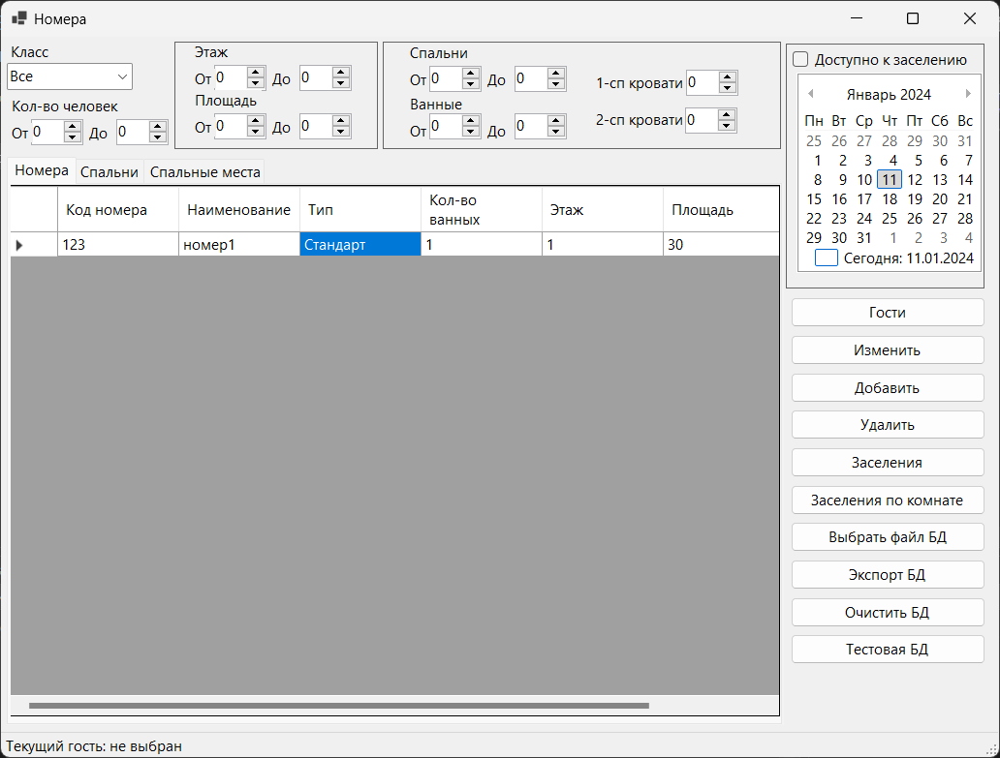 Номера
Класс
Все
Кол-во человек
От 0 До 0
Этаж
От 0 До 0
Площадь
От 0 До 0
Спальни
От 0 До 0
Ванные
От 0 До 0
1-сп кровати 0
2-сп кровати 0
Доступно к заселению
Январь 2024
Пн Вт Ср Чт Пт Сб Вс
25 26 27 28 29 30 31
1 2 3 4 5 6 7
8 9 10 11 12 13 14
15 16 17 18 19 20 21
22 23 24 25 26 27 28
29 30 31 1 2 3 4
Сегодня: 11.01.2024
Номера Спальни Спальные места
Код номера Наименование Тип Кол-во ванных Этаж Площадь
123 номер1 Стандарт 1 1 30
Гости
Изменить
Добавить
Удалить
Заселения
Заселения по комнате
Выбрать файл БД
Экспорт БД
Очистить БД
Тестовая БД
Текущий гость: не выбран